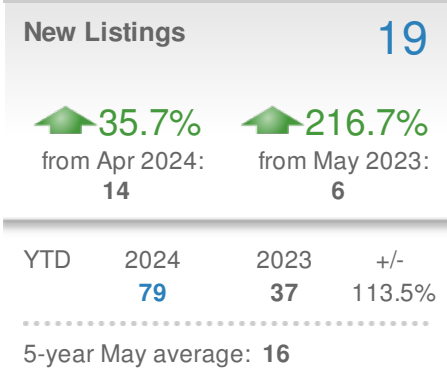 New Listings 19
35.7% 216.7%
from Apr 2024: from May 2023:
14 6
YTD 2024 2023 +/-
79 37 113.5%
5-year May average: 16